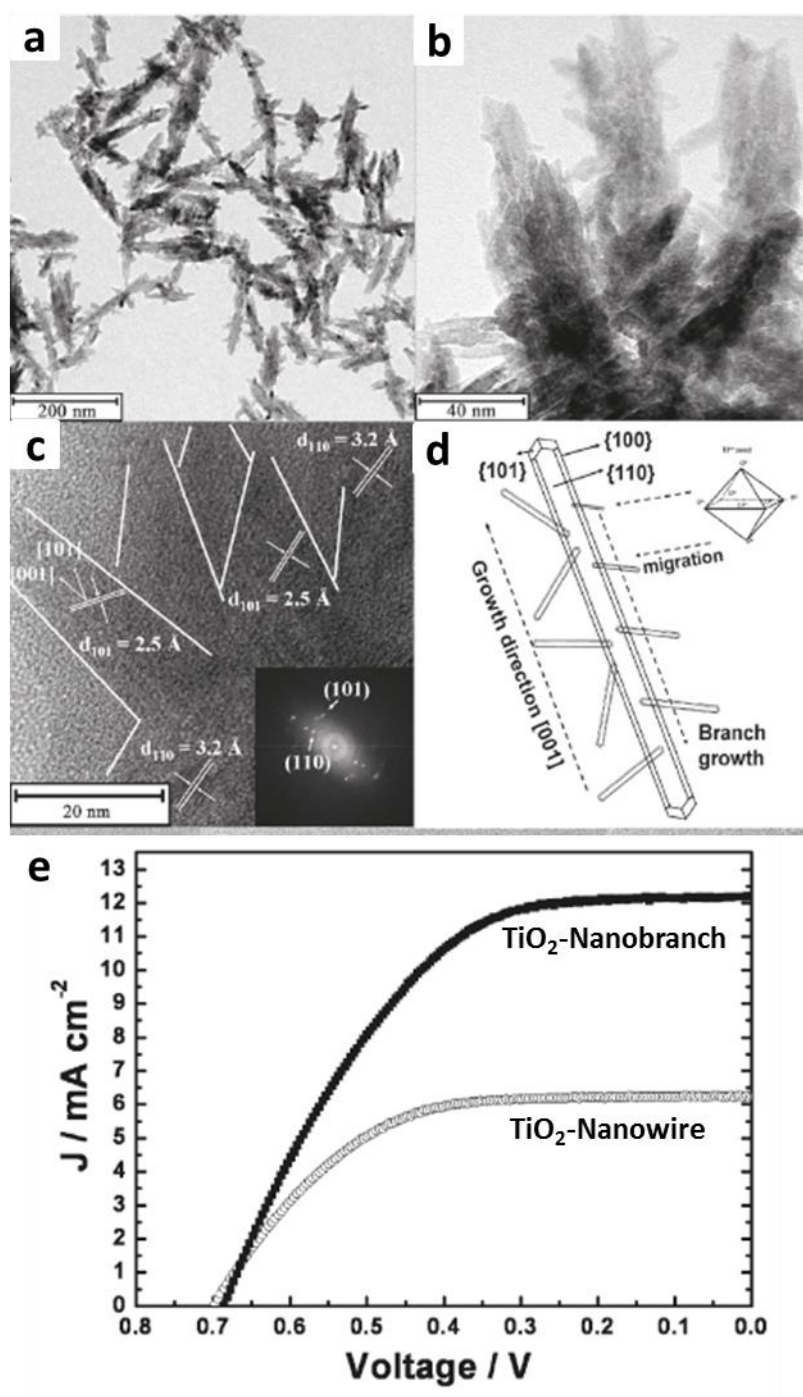 a
b
200 nm
40 nm
c
d₁₁₀ = 3.2 Å
[101]
[001]
d₁₀₁ = 2.5 Å
d₁₀₁ = 2.5 Å
(101)
(110)
d₁₁₀ = 3.2 Å
20 nm
d
{100}
{101}
{110}
migration
Growth direction [001]
Branch
growth
e
13
12
11
10
9
8
7
6
5
4
3
2
1
0
J / mA cm⁻²
TiO₂-Nanobranch
TiO₂-Nanowire
0.8 0.7 0.6 0.5 0.4 0.3 0.2 0.1 0.0
Voltage / V